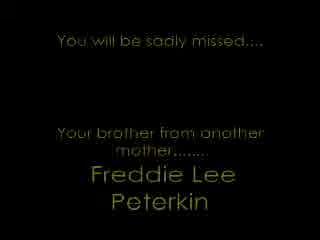 You will be sadly missed....
Your brother from another
mother.......
Freddie Lee
Peterkin